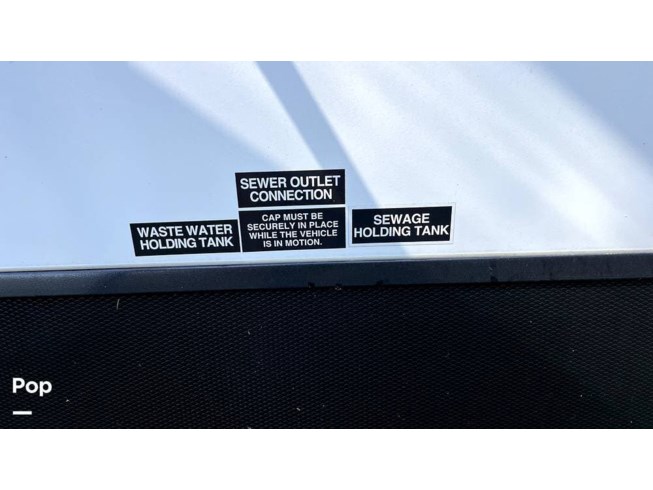 SEWER OUTLET
CONNECTION
WASTE WATER
HOLDING TANK
CAP MUST BE
SECURELY IN PLACE
WHILE THE VEHICLE
IS IN MOTION.
SEWAGE
HOLDING TANK
Pop